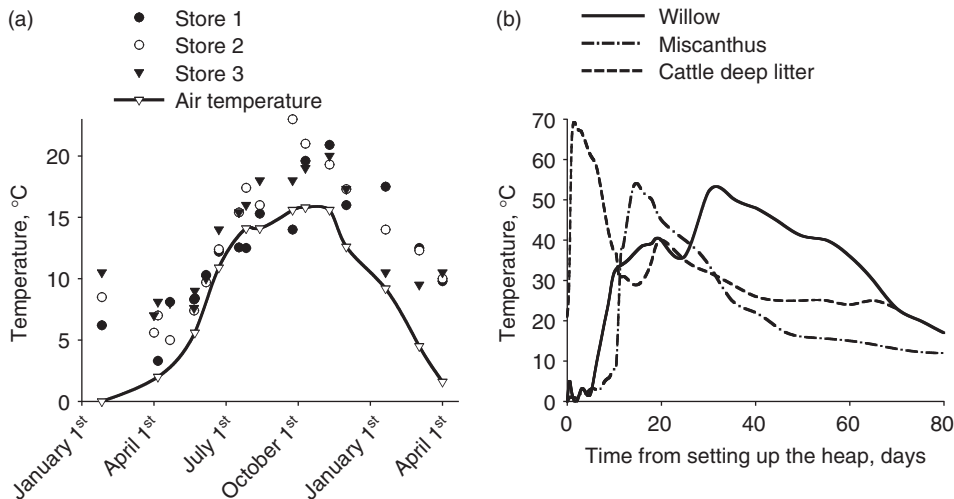 (a)
Store 1
Store 2
Store 3
Air temperature
Temperature, °C
20
15
10
5
0
January 1st
April 1st
July 1st
October 1st
January 1st
April 1st
(b)
Willow
Miscanthus
Cattle deep litter
Temperature, °C
70
60
50
40
30
20
10
0
0 20 40 60 80
Time from setting up the heap, days